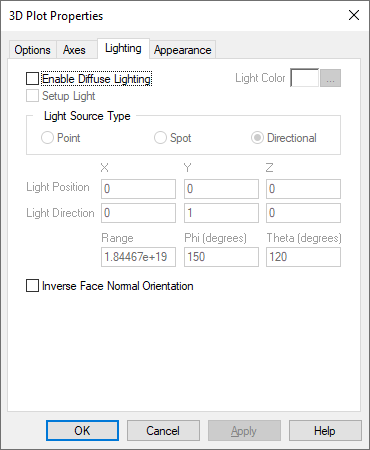 3D Plot Properties
Options Axes Lighting Appearance
Enable Diffuse Lighting Light Color ...
Setup Light
Light Source Type
Point Spot Directional
X Y Z
Light Position 0 0 0
Light Direction 0 1 0
Range Phi (degrees) Theta (degrees)
1.84467e+19 150 120
Inverse Face Normal Orientation
OK Cancel Apply Help